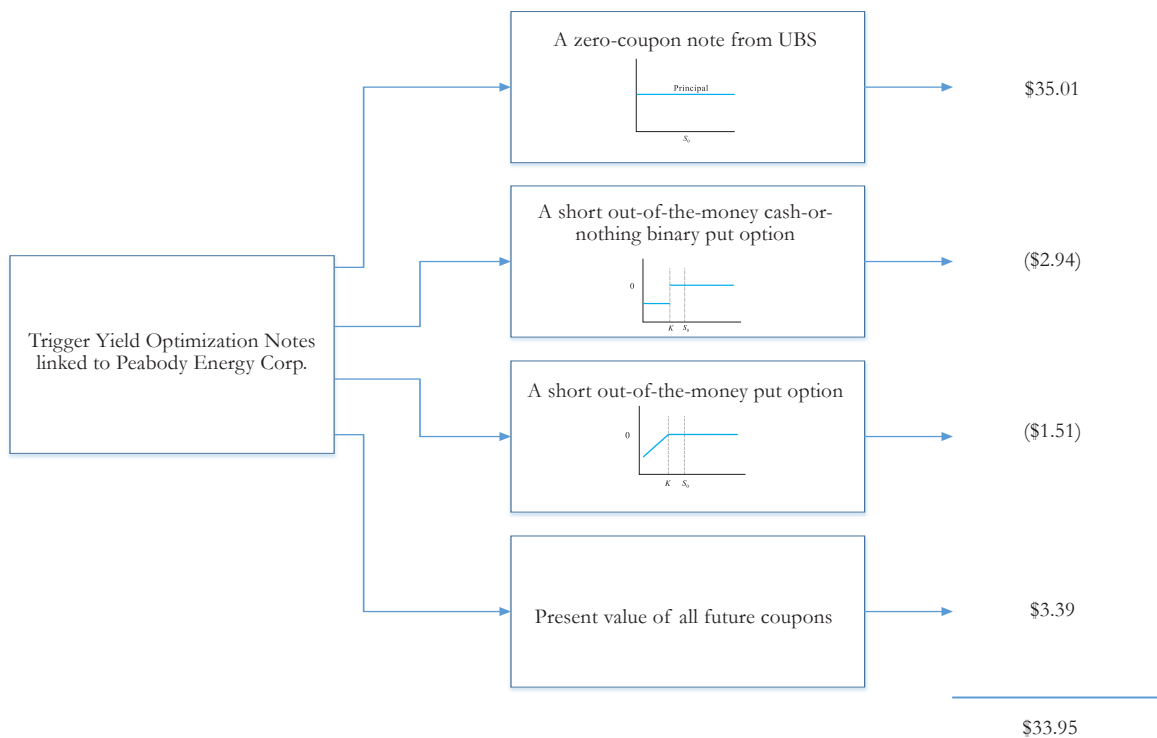 A zero-coupon note from UBS
Principal
S₀
$35.01
A short out-of-the-money cash-or-
nothing binary put option
0
K
S₀
($2.94)
Trigger Yield Optimization Notes
linked to Peabody Energy Corp.
A short out-of-the-money put option
0
K
S₀
($1.51)
Present value of all future coupons
$3.39
$33.95